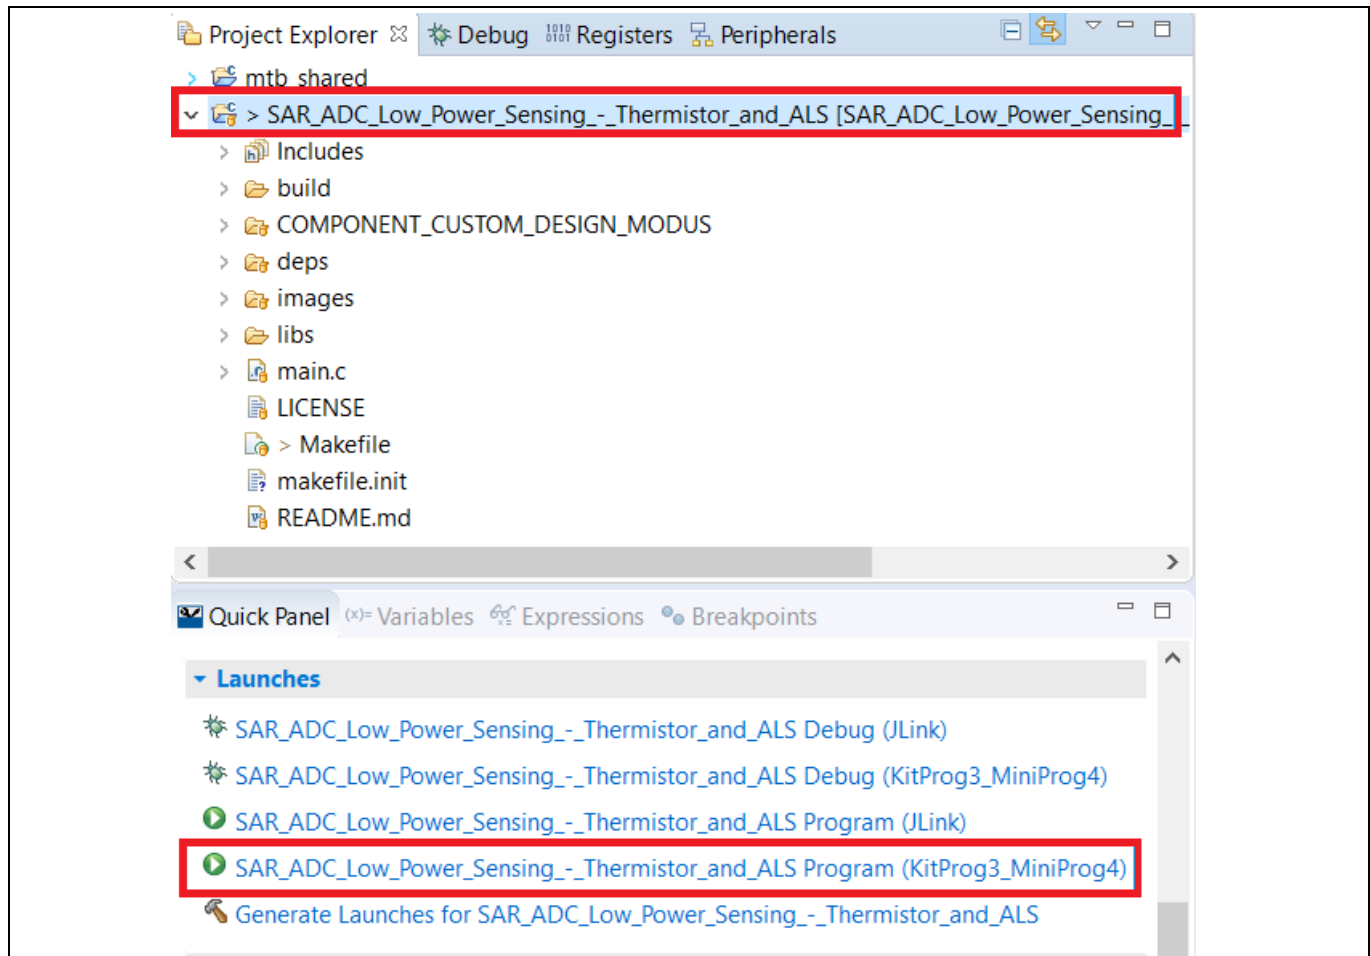 Project Explorer Debug Registers Peripherals
mtb_shared
> SAR_ADC_Low_Power_Sensing_-_Thermistor_and_ALS [SAR_ADC_Low_Power_Sensing_-_
Includes
build
COMPONENT_CUSTOM_DESIGN_MODUS
deps
images
libs
main.c
LICENSE
> Makefile
makefile.init
README.md
Quick Panel (x)= Variables Expressions Breakpoints
Launches
SAR_ADC_Low_Power_Sensing_-_Thermistor_and_ALS Debug (JLink)
SAR_ADC_Low_Power_Sensing_-_Thermistor_and_ALS Debug (KitProg3_MiniProg4)
SAR_ADC_Low_Power_Sensing_-_Thermistor_and_ALS Program (JLink)
SAR_ADC_Low_Power_Sensing_-_Thermistor_and_ALS Program (KitProg3_MiniProg4)
Generate Launches for SAR_ADC_Low_Power_Sensing_-_Thermistor_and_ALS